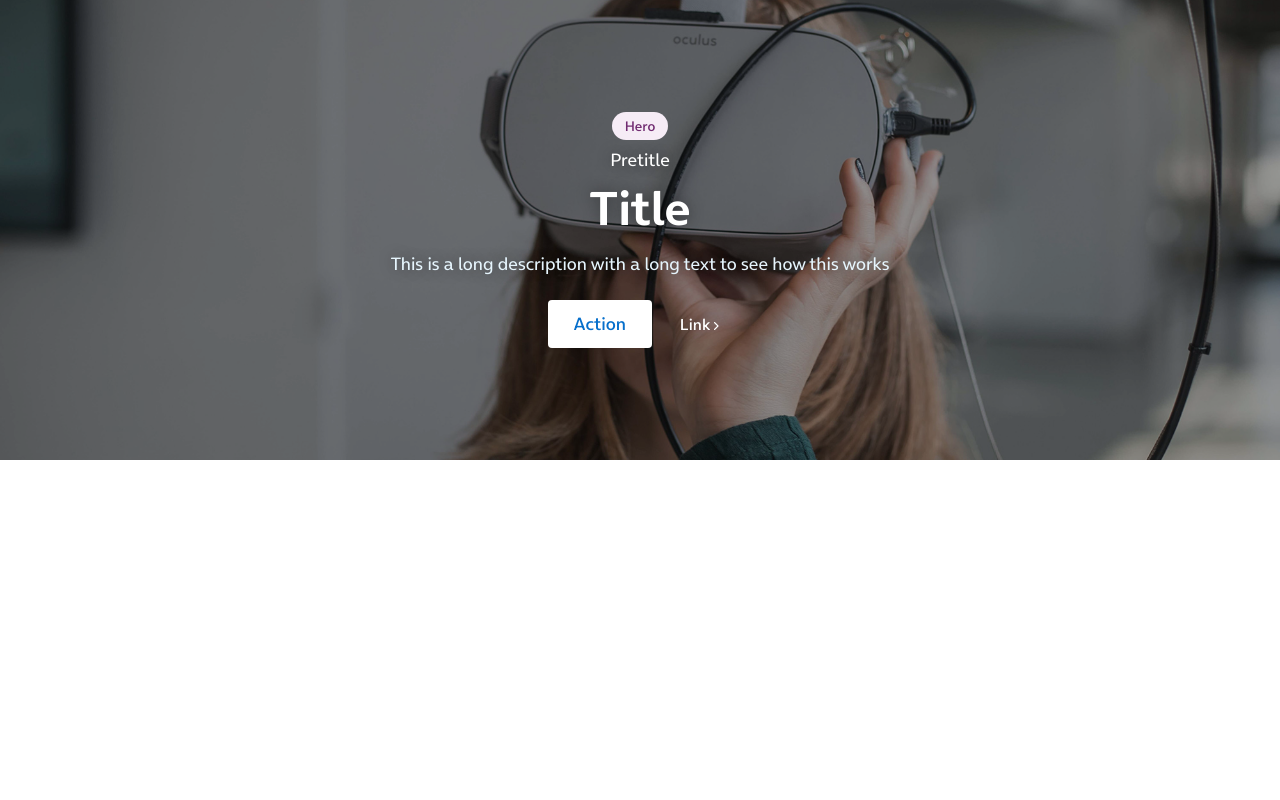 oculus
Hero
Pretitle
Title
This is a long description with a long text to see how this works
Action
Link